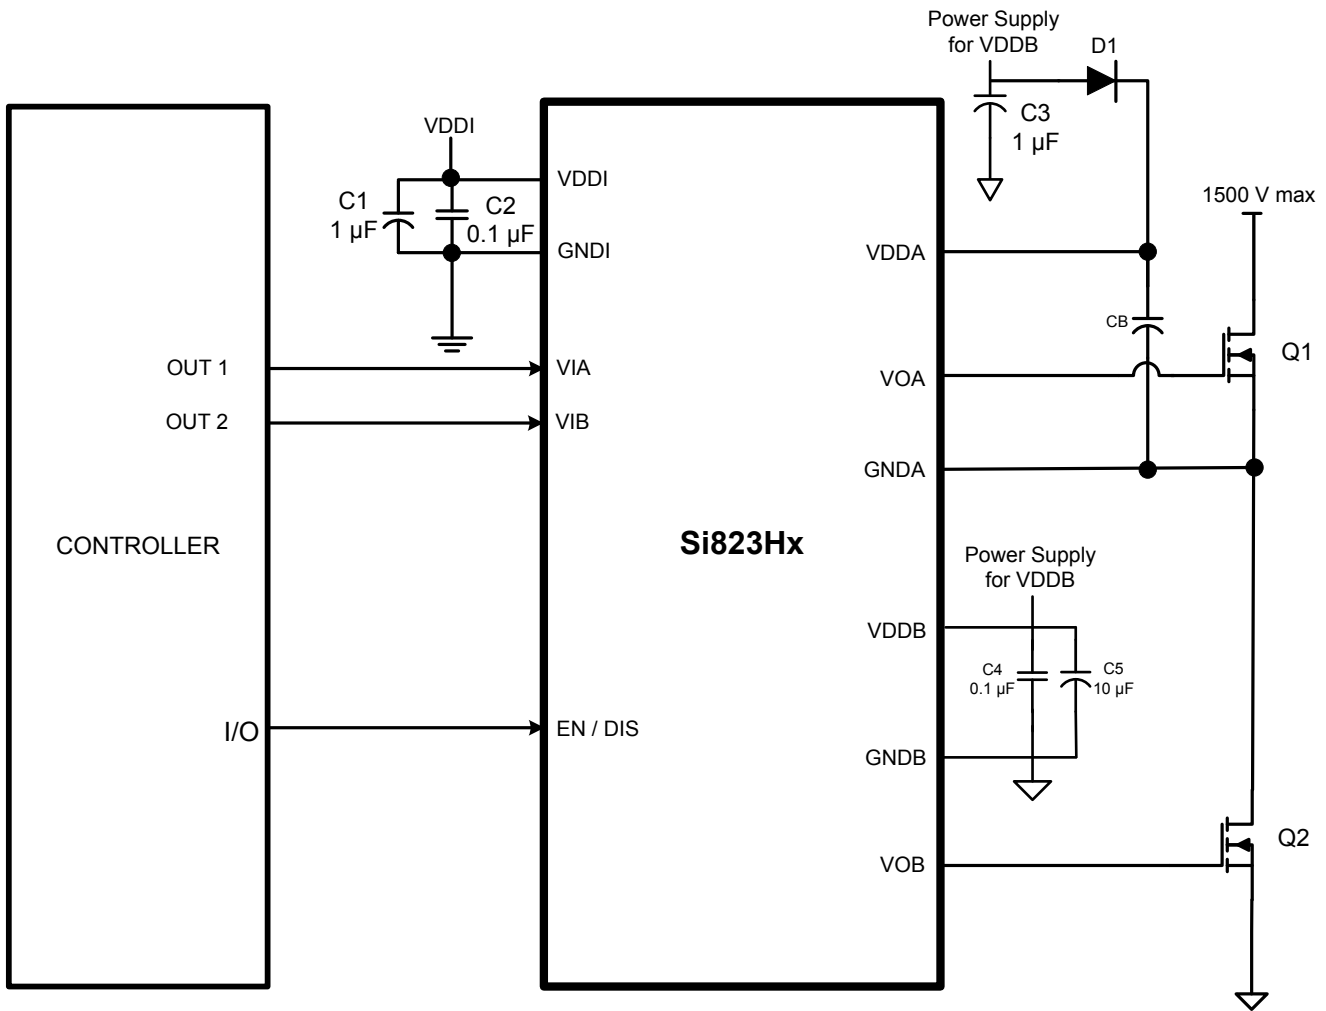 Power Supply
for VDDB
D1
C3
1 µF
VDDI
C1
1 µF
C2
0.1 µF
VDDI
GNDI
VDDA
1500 V max
CB
OUT 1
VIA
VOA
Q1
OUT 2
VIB
GNDA
CONTROLLER
Si823Hx
Power Supply
for VDDB
VDDB
C4
0.1 µF
C5
10 µF
I/O
EN / DIS
GNDB
VOB
Q2